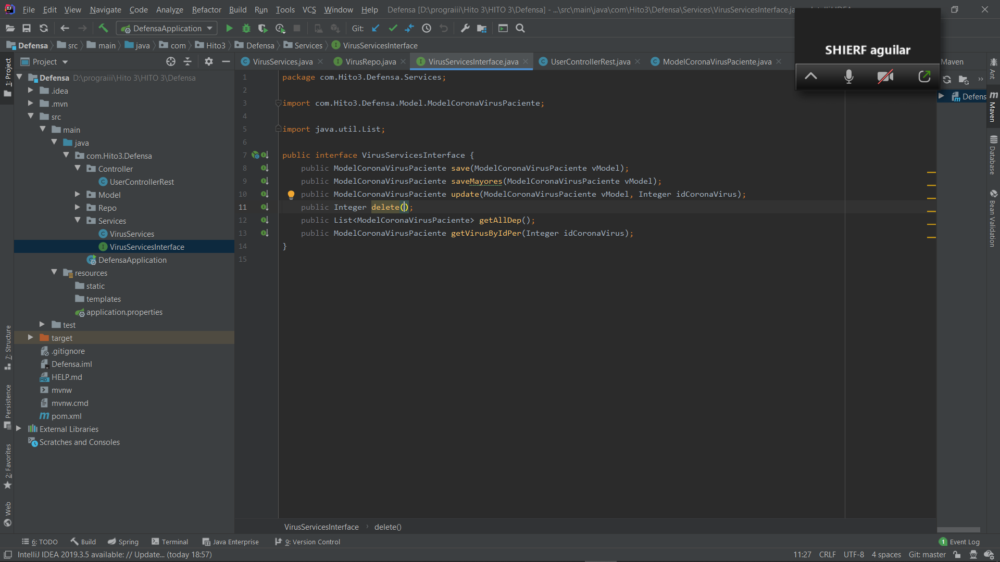 File Edit View Navigate Code Analyze Refactor Build Run Tools VCS Window Help Defensa [D:\prograiii\Hito 3\HITO 3\Defensa] - ...\src\main\java\com\Hito3\Defensa\Services\VirusServicesInterface.ja
SHIERF aguilar
DefensaApplication Git:
Defensa src main java com Hito3 Defensa Services VirusServicesInterface
Project
VirusServices.java VirusRepo.java VirusServicesInterface.java UserControllerRest.java ModelCoronaVirusPaciente.java
Maven
Defens
1: Project
7: Structure
Persistence
2: Favorites
Web
Defensa D:\prograiii\Hito 3\HITO 3\Defensa
.idea
.mvn
src
main
java
com.Hito3.Defensa
Controller
UserControllerRest
Model
Repo
Services
VirusServices
VirusServicesInterface
DefensaApplication
resources
static
templates
application.properties
test
target
.gitignore
Defensa.iml
HELP.md
mvnw
mvnw.cmd
pom.xml
External Libraries
Scratches and Consoles
1 package com.Hito3.Defensa.Services;
2
3 import com.Hito3.Defensa.Model.ModelCoronaVirusPaciente;
4
5 import java.util.List;
6
7 public interface VirusServicesInterface {
8 public ModelCoronaVirusPaciente save(ModelCoronaVirusPaciente vModel);
9 public ModelCoronaVirusPaciente saveMayores(ModelCoronaVirusPaciente vModel);
10 public ModelCoronaVirusPaciente update(ModelCoronaVirusPaciente vModel, Integer idCoronaVirus);
11 public Integer delete();
12 public List<ModelCoronaVirusPaciente> getAllDep();
13 public ModelCoronaVirusPaciente getVirusByIdPer(Integer idCoronaVirus);
14 }
15
Ant
Maven
Database
Bean Validation
VirusServicesInterface › delete()
6: TODO Build Spring Terminal Java Enterprise 9: Version Control 1 Event Log
IntelliJ IDEA 2019.3.5 available: // Update... (today 18:57) 11:27 CRLF UTF-8 4 spaces Git: master